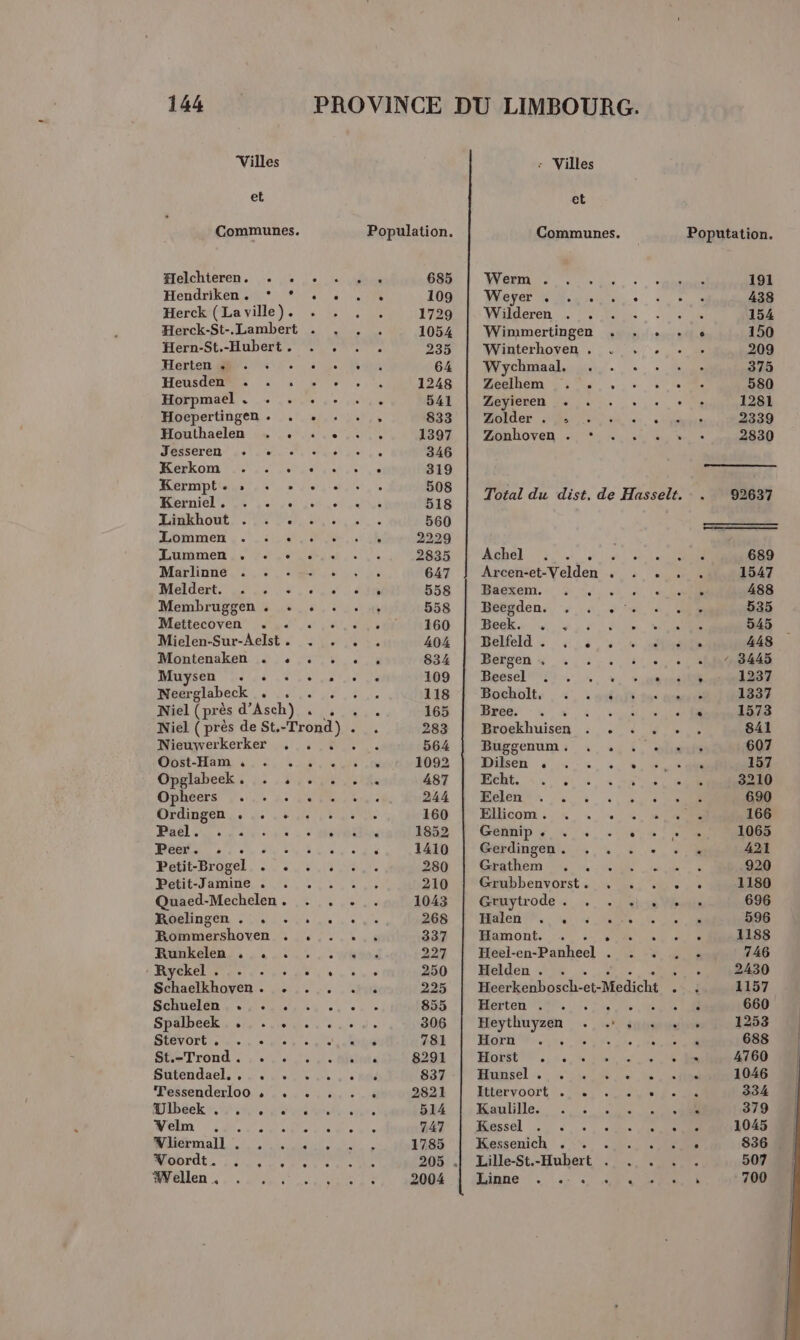 144 PROVINCE DU LIMBOURG.
Villes
et
Communes. Population.
Helchteren. . . . . . . 685
Hendriken . . . . . . . 109
Herck (La ville). . . . . 1729
Herck-St-.Lambert . . . . 1054
Hern-St.-Hubert . . . . . 235
Herten . . . . . . . . 64
Heusden . . . . . . . 1248
Horpmael . . . . . . . 541
Hoepertingen . . . . . . 833
Houthaelen . . . . . . 1397
Jesseren . . . . . . . 346
Kerkom . . . . . . . 319
Kermpt . . . . . . . . 508
Kerniel . . . . . . . . 518
Linkhout . . . . . . . 560
Lommen . . . . . . . 2229
Lummen . . . . . . . 2835
Marlinne . . . . . . . 647
Meldert. . . . . . . . 558
Membruggen . . . . . . 558
Mettecoven . . . . . . 160
Mielen-Sur-Aelst . . . . . 404
Montenaken . . . . . . 834
Muysen . . . . . . . 109
Neerglabeck . . . . . . 118
Niel (près d'Asch) . . . . 165
Niel (près de St.-Trond) . . 283
Nieuwerkerker . . . . . 564
Oost-Ham . . . . . . . 1092
Opglabeek . . . . . . . 487
Opheers . . . . . . . 244
Ordingen . . . . . . . 160
Pael . . . . . . . . . 1852
Peer . . . . . . . . . 1410
Petit-Brogel . . . . . . 280
Petit-Jamine . . . . . . 210
Quaed-Mechelen . . . . . 1043
Roelingen . . . . . . . 268
Rommershoven . . . . . 337
Runkelen . . . . . . . 227
Ryckel . . . . . . . . 250
Schaelkhoven . . . . . . 225
Schuelen . . . . . . . 855
Spalbeek . . . . . . . 306
Stevort . . . . . . . . 781
St.-Trond . . . . . . . 8291
Sutendael. . . . . . . . 837
Tessenderloo . . . . . . 2821
Ulbeek . . . . . . . . 514
Velm . . . . . . . . 747
Vliermall . . . . . . . 1785
Voordt . . . . . . . . 205
Wellen . . . . . . . . 2004
Villes
et
Communes. Poputation.
Werm . . . . . . . . 191
Weyer . . . . . . . . 438
Wilderen . . . . . . . 154
Wimmertingen . . . . . 150
Winterhoven . . . . . . 209
Wychmaal. . . . . . . 375
Zeelhem . . . . . . . 580
Zeyieren . . . . . . . 1281
Zolder . . . . . . . . 2339
Zonhoven . . . . . . . 2830
Total du dist. de Hasselt. . 92637
Achel . . . . . . . . 689
Arcen-et-Velden . . . . . 1547
Baexem. . . . . . . . 488
Beegden. . . . . . . . 535
Beek. . . . . . . . . 545
Belfeld . . . . . . . . 448
Bergen . . . . . . . . 3445
Beesel . . . . . . . . 1237
Bocholt. . . . . . . . 1337
Bree. . . . . . . . . 1573
Broekhuisen . . . . . . 841
Buggenum . . . . . . . 607
Dilsen . . . . . . . . 157
Echt. . . . . . . . . 3210
Eelen . . . . . . . . 690
Ellicom . . . . . . . . 166
Gennip . . . . . . . . 1065
Gerdingen . . . . . . . 421
Grathem . . . . . . . 920
Grubbenvorst . . . . . . 1180
Gruytrode . . . . . . . 696
Halen . . . . . . . . 596
Hamont. . . . . . . . 1188
Heel-en-Panheel . . . . . 746
Helden . . . . . . . . 2430
Heerkenbosch-et-Medicht . . 1157
Herten . . . . . . . . 660
Heythuyzen . . . . . . 1253
Horn . . . . . . . . 688
Horst . . . . . . . . 4760
Hunsel . . . . . . . . 1046
Ittervoort . . . . . . . 334
Kaulille. . . . . . . . 379
Kessel . . . . . . . . 1045
Kessenich . . . . . . . 836
Lille-St.-Hubert . . . . . 507
Linne . . . . . . . . 700